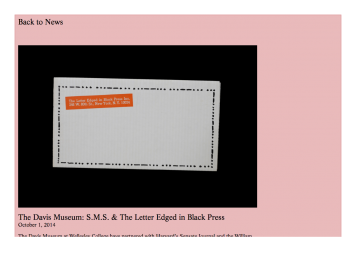 Back to News
The Letter Edged in Black Press Inc.
The Davis Museum: S.M.S. & The Letter Edged in Black Press
October 1, 2014
The Davis Museum at Wellesley College have partnered with Harvard's Sensate Journal and the William